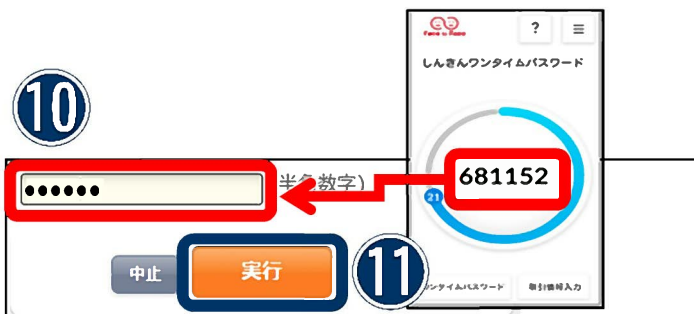 Face to Face
?
しんきんワンタイムパスワード
10
••••••
半角数字)
681152
21
中止
実行
11
ワンタイムパスワード
取引情報入力